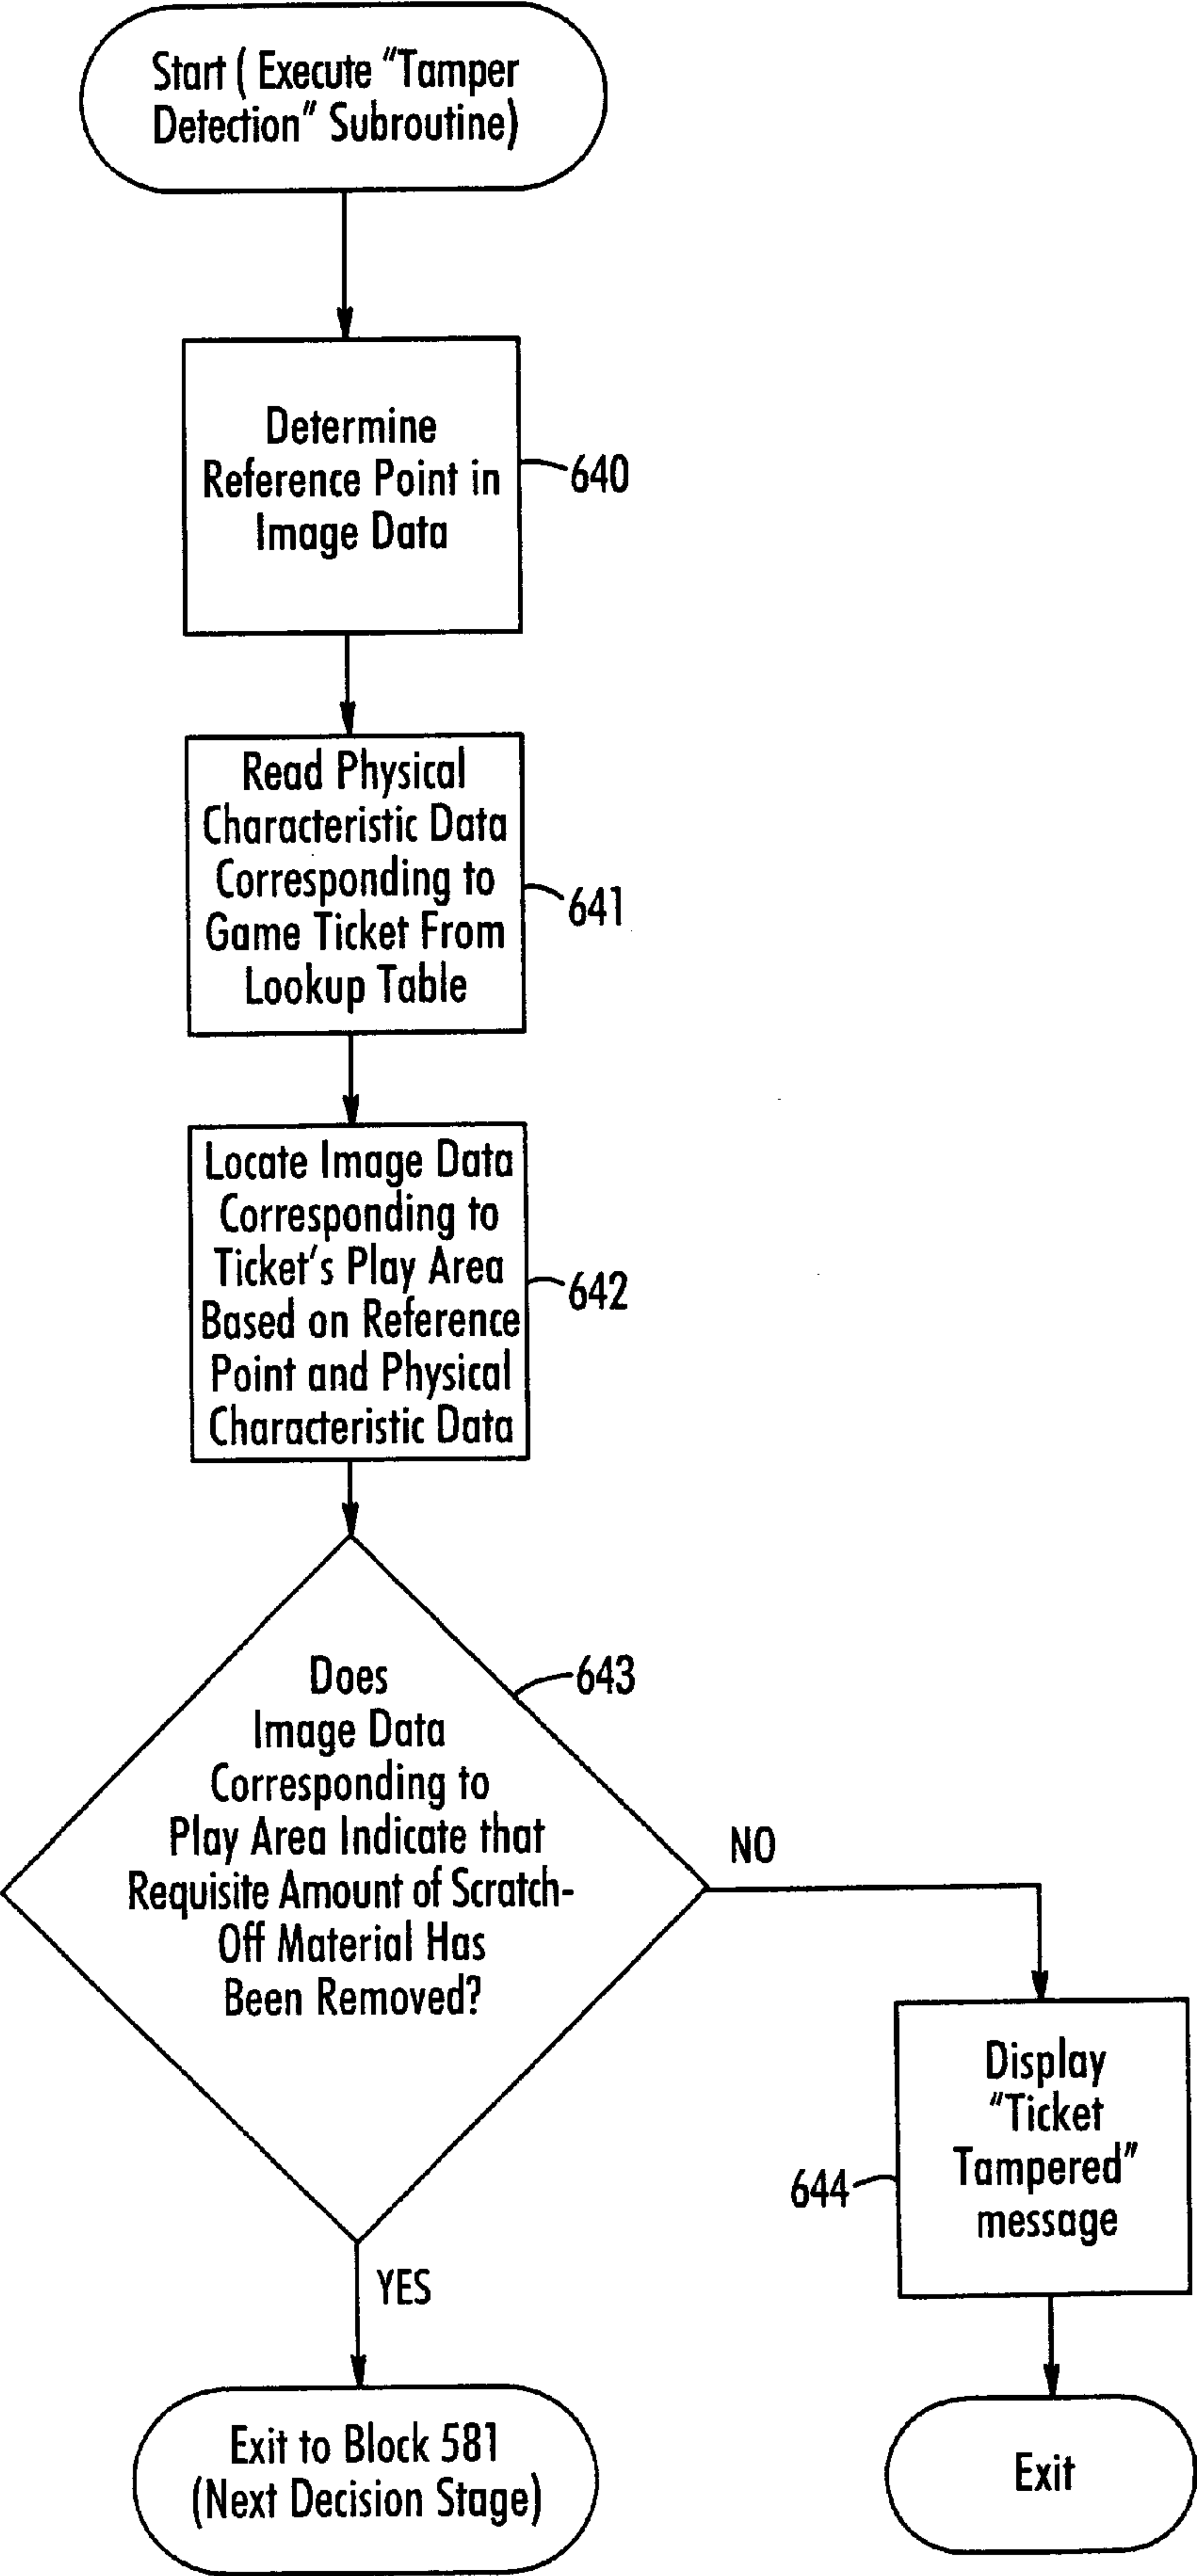 Start ( Execute "Tamper
Detection" Subroutine)
Determine
Reference Point in
Image Data
640
Read Physical
Characteristic Data
Corresponding to
Game Ticket From
Lookup Table
641
Locate Image Data
Corresponding to
Ticket's Play Area
Based on Reference
Point and Physical
Characteristic Data
642
Does
Image Data
Corresponding to
Play Area Indicate that
Requisite Amount of Scratch-
Off Material Has
Been Removed?
643
NO
Display
"Ticket
Tampered"
message
644
YES
Exit to Block 581
(Next Decision Stage)
Exit